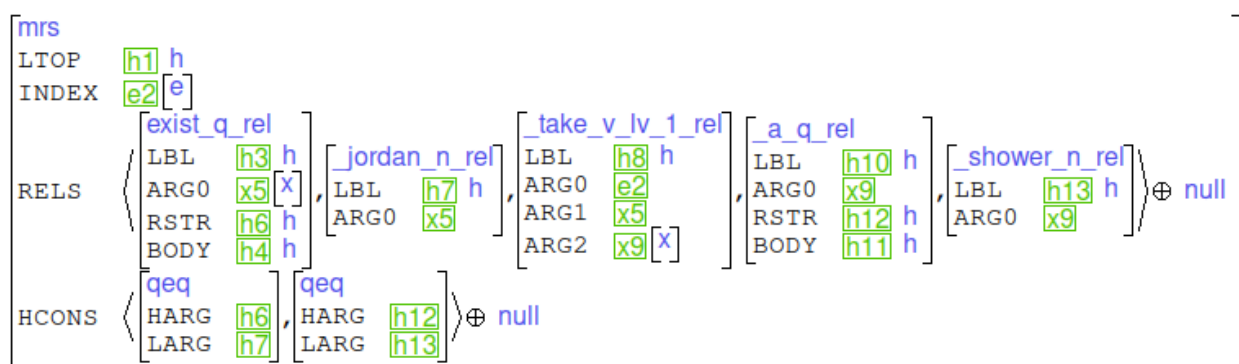 mrs
LTOP h1 h
INDEX e2 [e]
exist_q_rel _take_v_lv_1_rel _a_q_rel
LBL h3 h _jordan_n_rel LBL h8 h LBL h10 h _shower_n_rel
RELS ⟨ ARG0 x5 [x] , LBL h7 h , ARG0 e2 , ARG0 x9 , LBL h13 h ⟩ ⊕ null
RSTR h6 h ARG0 x5 ARG1 x5 RSTR h12 h ARG0 x9
BODY h4 h ARG2 x9 [x] BODY h11 h
qeq qeq
HCONS ⟨ HARG h6 , HARG h12 ⟩ ⊕ null
LARG h7 LARG h13